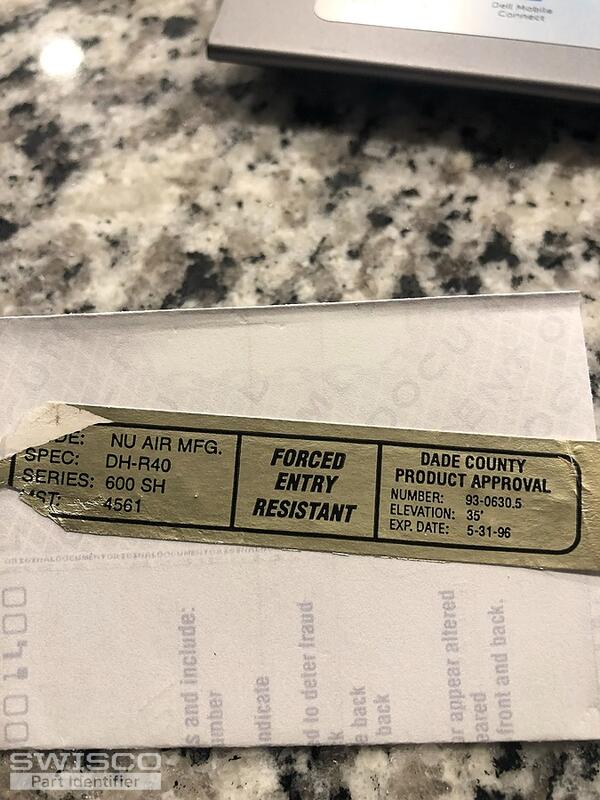 Dell Mobile
Connect
NU AIR MFG.
SPEC: DH-R40
SERIES: 600 SH
4561
FORCED
ENTRY
RESISTANT
DADE COUNTY
PRODUCT APPROVAL
NUMBER: 93-0630.5
ELEVATION: 35'
EXP. DATE: 5-31-96
s and include:
mber
ndicate
d to deter fraud
e back
back
r appear altered
eared
front and back.
SWISCO
Part Identifier